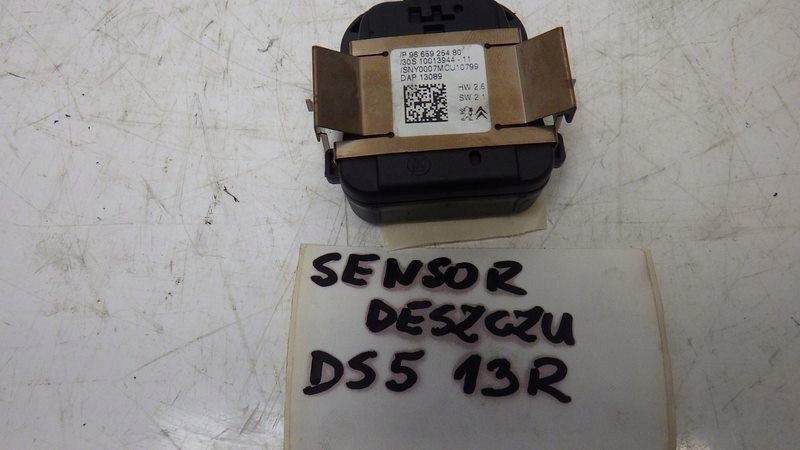 /P 96 659 254 80
/30S 10013944 - 11
/SNY0007MCU10799
DAP 13089
HW 2.6
SW 2.1
SENSOR
DESZCZU
DS5 13R